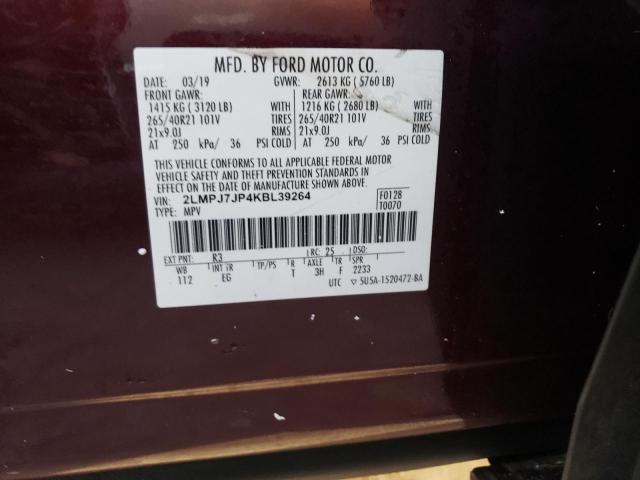 MFD. BY FORD MOTOR CO.
DATE: 03/19 GVWR: 2613 KG (5760 LB)
FRONT GAWR: REAR GAWR:
1415 KG (3120 LB) WITH 1216 KG (2680 LB) WITH
265/40R21 101V TIRES 265/40R21 101V TIRES
21x9.0J RIMS 21x9.0J RIMS
AT 250 kPa/ 36 PSI COLD AT 250 kPa/ 36 PSI COLD
THIS VEHICLE CONFORMS TO ALL APPLICABLE FEDERAL MOTOR
VEHICLE SAFETY AND THEFT PREVENTION STANDARDS IN
EFFECT ON THE DATE OF MANUFACTURE SHOWN ABOVE.
VIN: 2LMPJ7JP4KBL39264 F0128
TYPE: MPV T0070
EXT PNT: R3 RC: 25 DSO:
WB INT TR TP/PS R AXLE TR SPR
112 EG T 3H F 2233
UTC ▽ 5U5A-1520472-BA